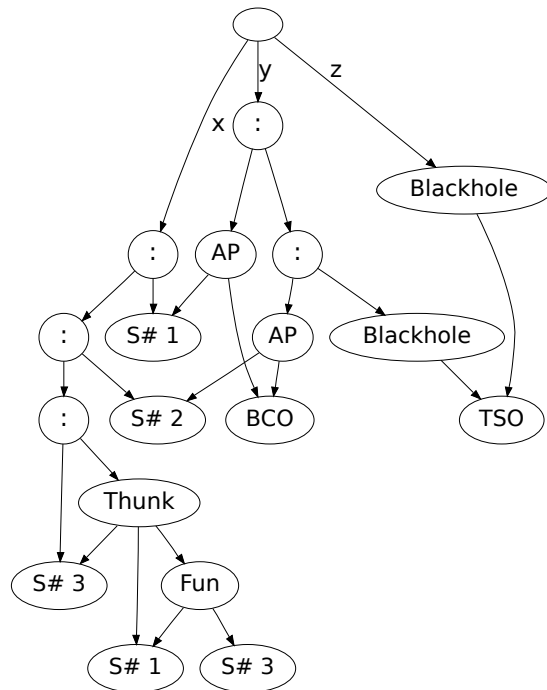 y
z
x
:
Blackhole
:
AP
:
:
S# 1
AP
Blackhole
:
S# 2
BCO
TSO
Thunk
S# 3
Fun
S# 1
S# 3